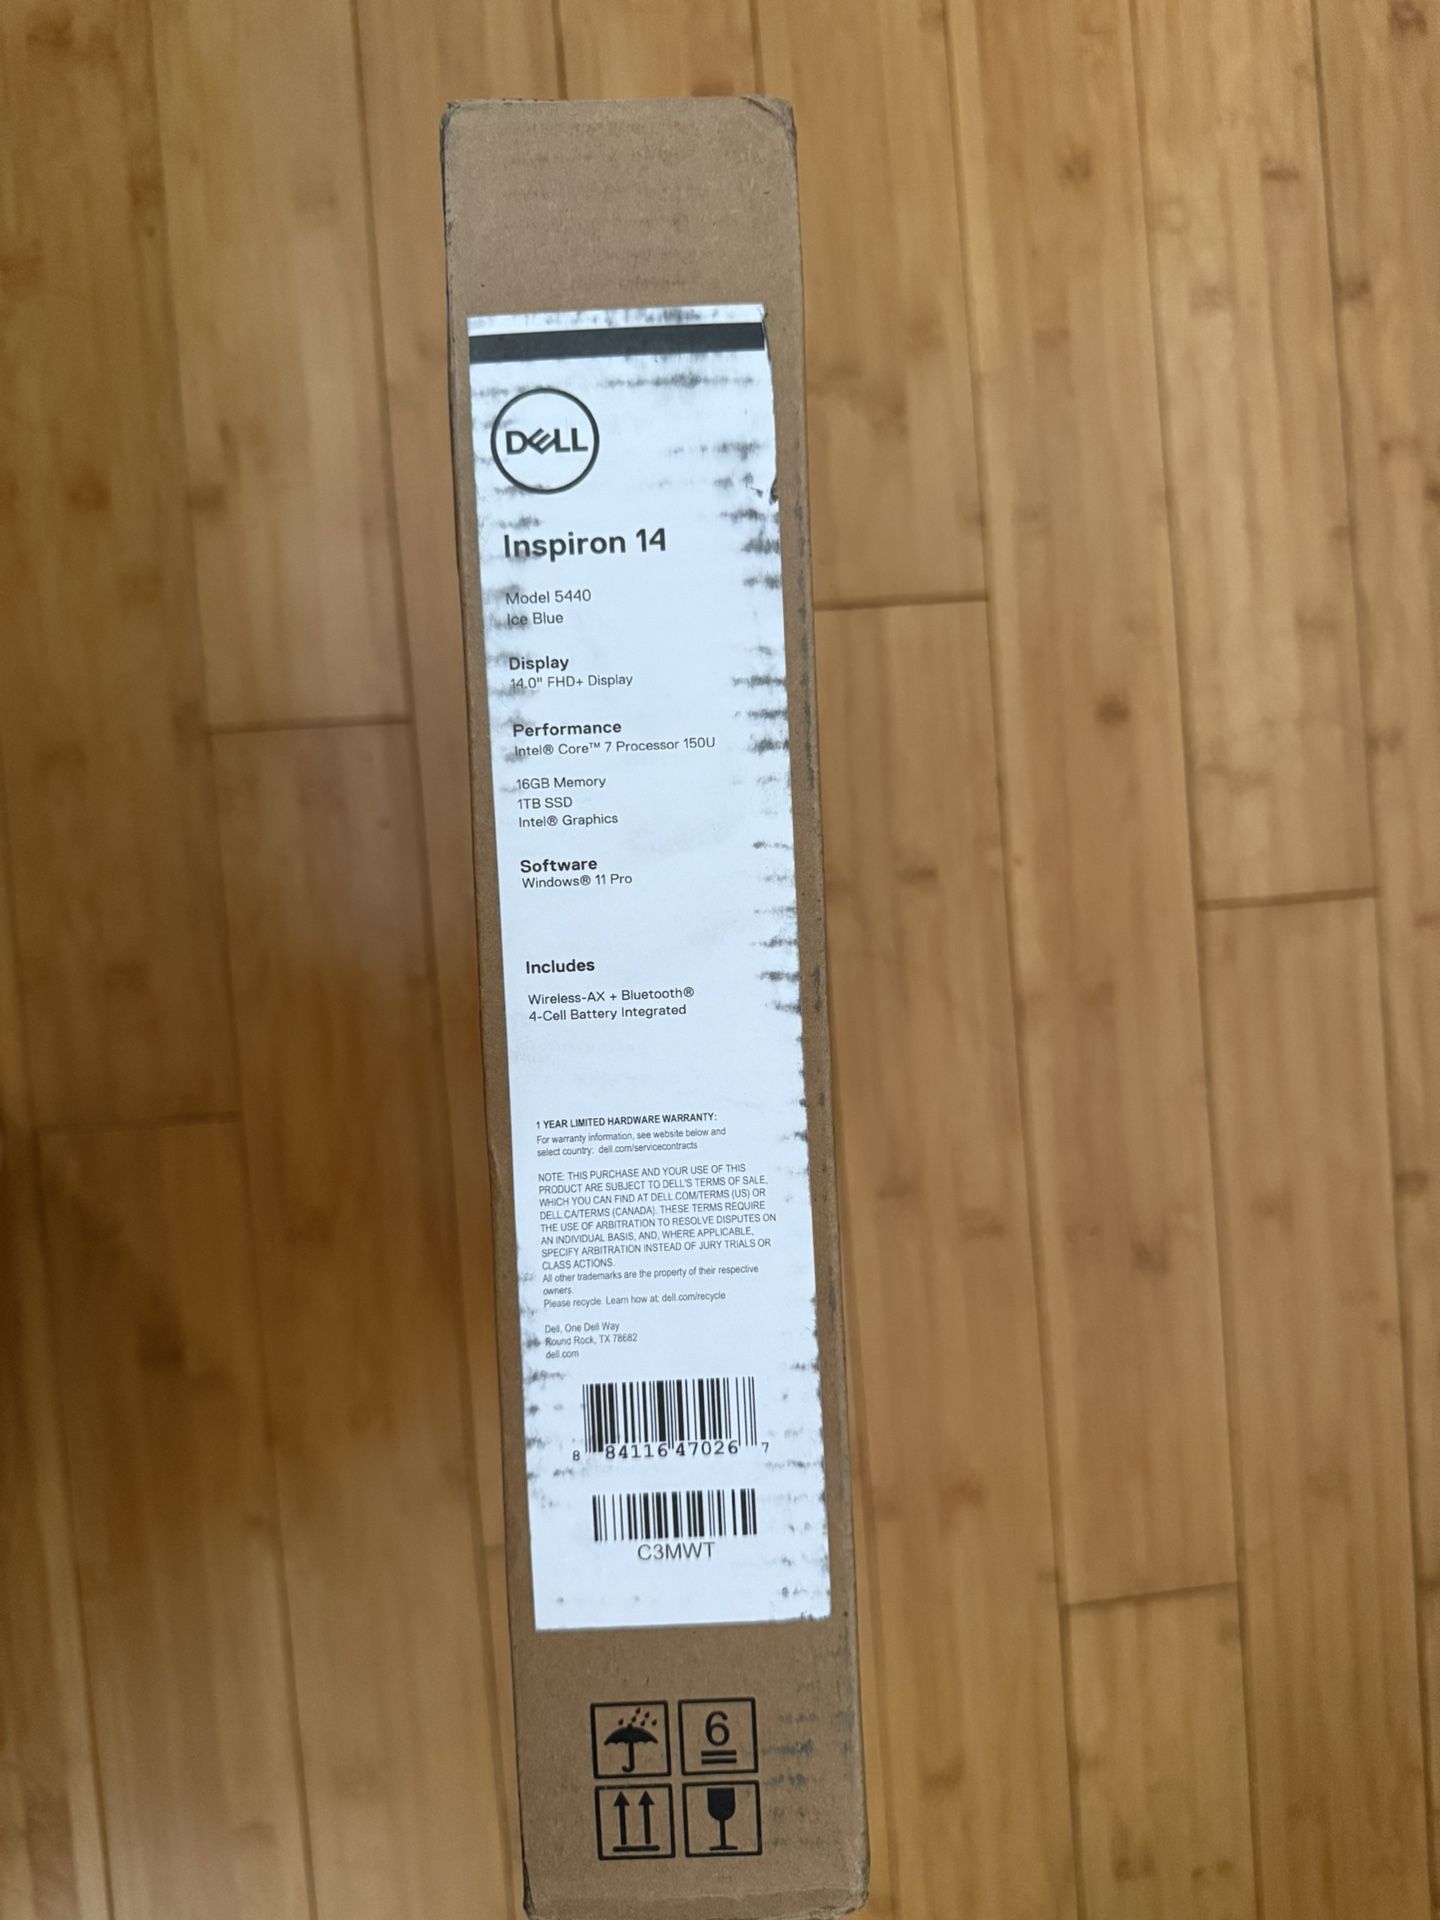 DELL
Inspiron 14
Model 5440
Ice Blue
Display
14.0" FHD+ Display
Performance
Intel® Core™ 7 Processor 150U
16GB Memory
1TB SSD
Intel® Graphics
Software
Windows® 11 Pro
Includes
Wireless-AX + Bluetooth®
4-Cell Battery Integrated
1 YEAR LIMITED HARDWARE WARRANTY:
For warranty information, see website below and
select country: dell.com/servicecontracts
NOTE: THIS PURCHASE AND YOUR USE OF THIS
PRODUCT ARE SUBJECT TO DELL'S TERMS OF SALE,
WHICH YOU CAN FIND AT DELL.COM/TERMS (US) OR
DELL.CA/TERMS (CANADA). THESE TERMS REQUIRE
THE USE OF ARBITRATION TO RESOLVE DISPUTES ON
AN INDIVIDUAL BASIS, AND, WHERE APPLICABLE,
SPECIFY ARBITRATION INSTEAD OF JURY TRIALS OR
CLASS ACTIONS.
All other trademarks are the property of their respective
owners.
Please recycle. Learn how at: dell.com/recycle
Dell, One Dell Way
Round Rock, TX 78682
dell.com
8 84116 47026 7
C3MWT
6